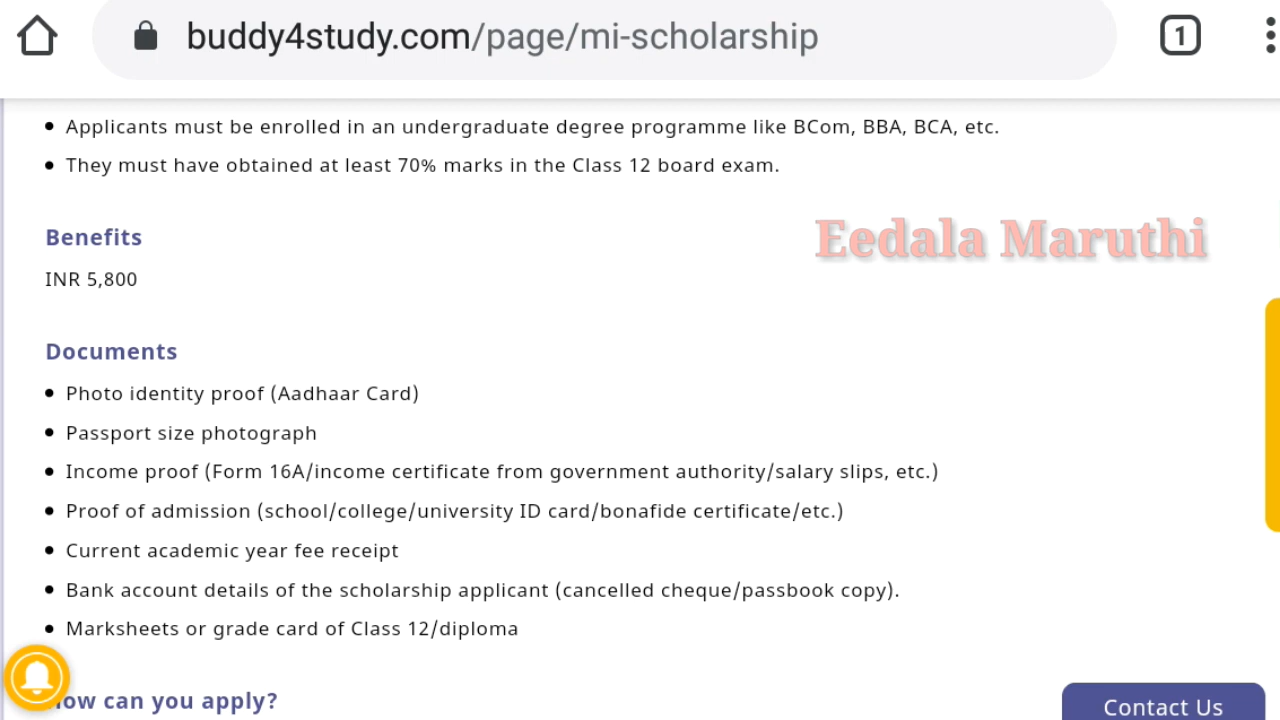 buddy4study.com/page/mi-scholarship
1
Applicants must be enrolled in an undergraduate degree programme like BCom, BBA, BCA, etc.
They must have obtained at least 70% marks in the Class 12 board exam.
Eedala Maruthi
Benefits
INR 5,800
Documents
Photo identity proof (Aadhaar Card)
Passport size photograph
Income proof (Form 16A/income certificate from government authority/salary slips, etc.)
Proof of admission (school/college/university ID card/bonafide certificate/etc.)
Current academic year fee receipt
Bank account details of the scholarship applicant (cancelled cheque/passbook copy).
Marksheets or grade card of Class 12/diploma
How can you apply?
Contact Us